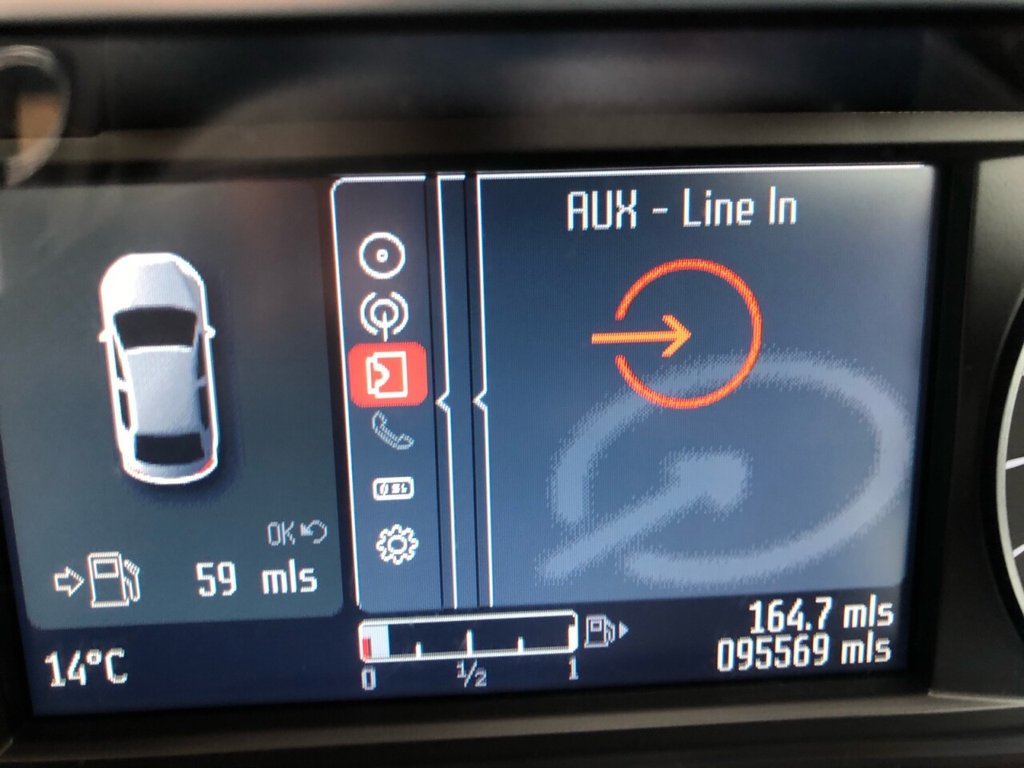 AUX - Line In
OK
59 mls
14°C
0
1/2
1
164.7 mls
095569 mls